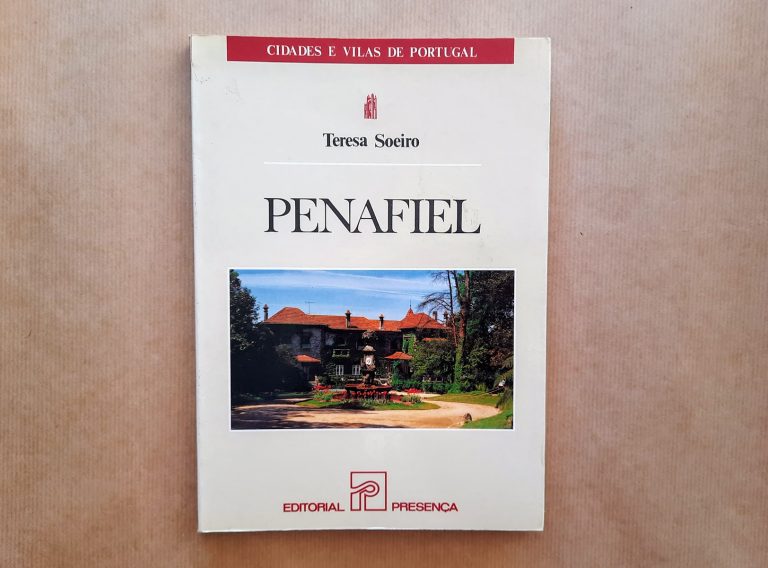 CIDADES E VILAS DE PORTUGAL
Teresa Soeiro
PENAFIEL
EDITORIAL PRESENÇA